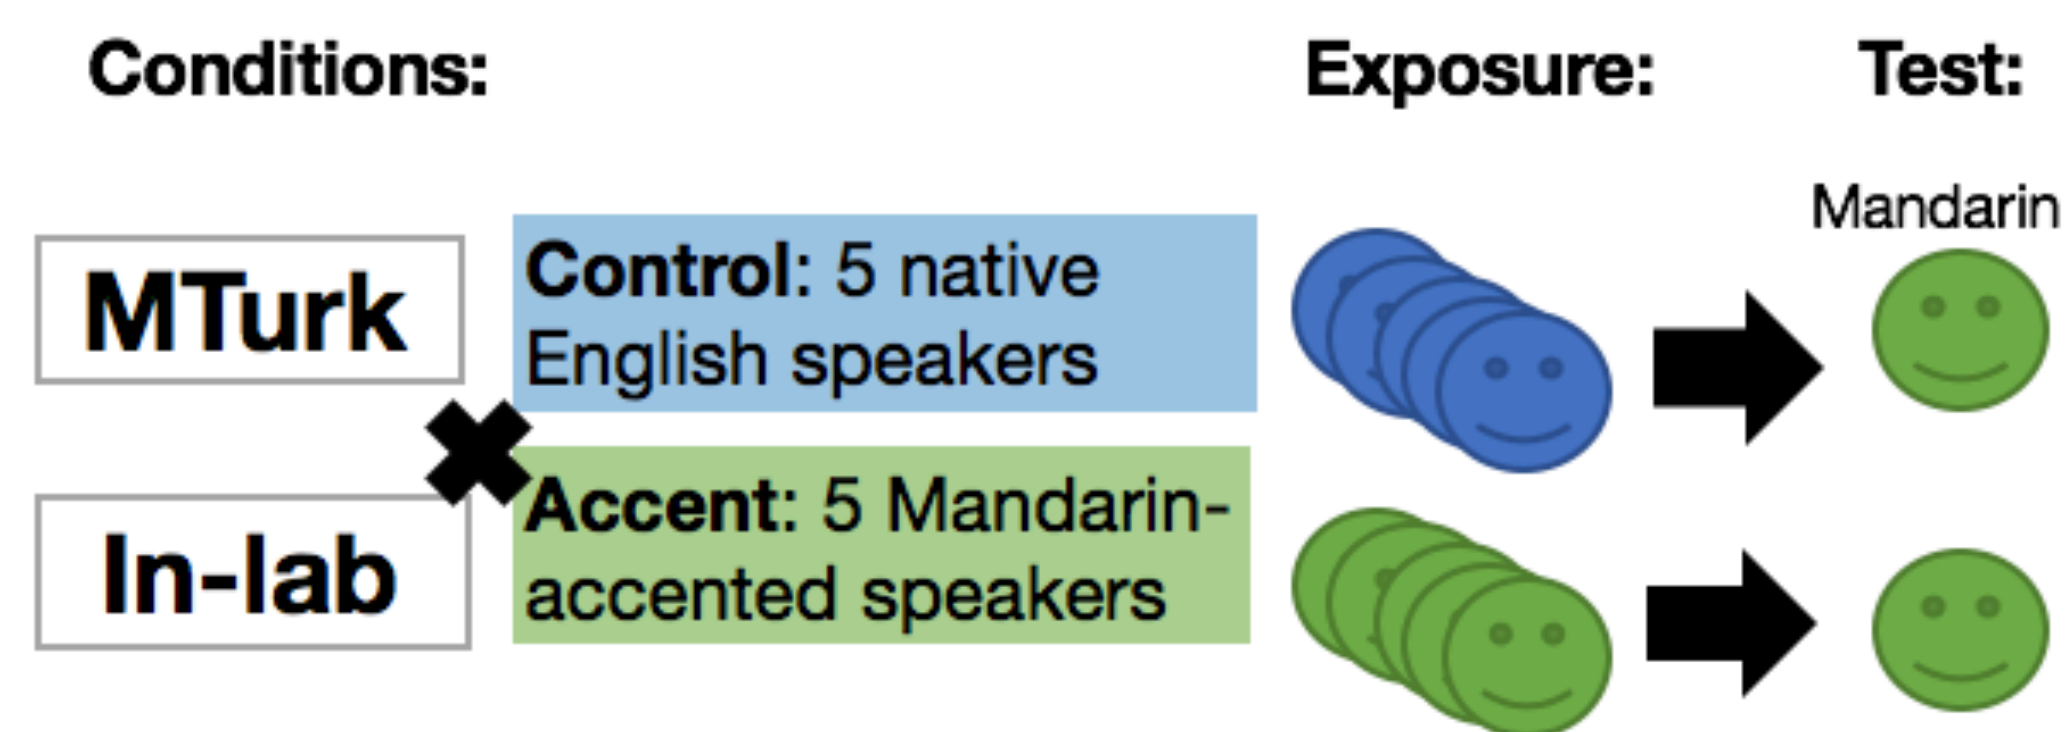 Conditions:
Exposure:
Test:
MTurk
Control: 5 native
English speakers
Mandarin
In-lab
Accent: 5 Mandarin-
accented speakers